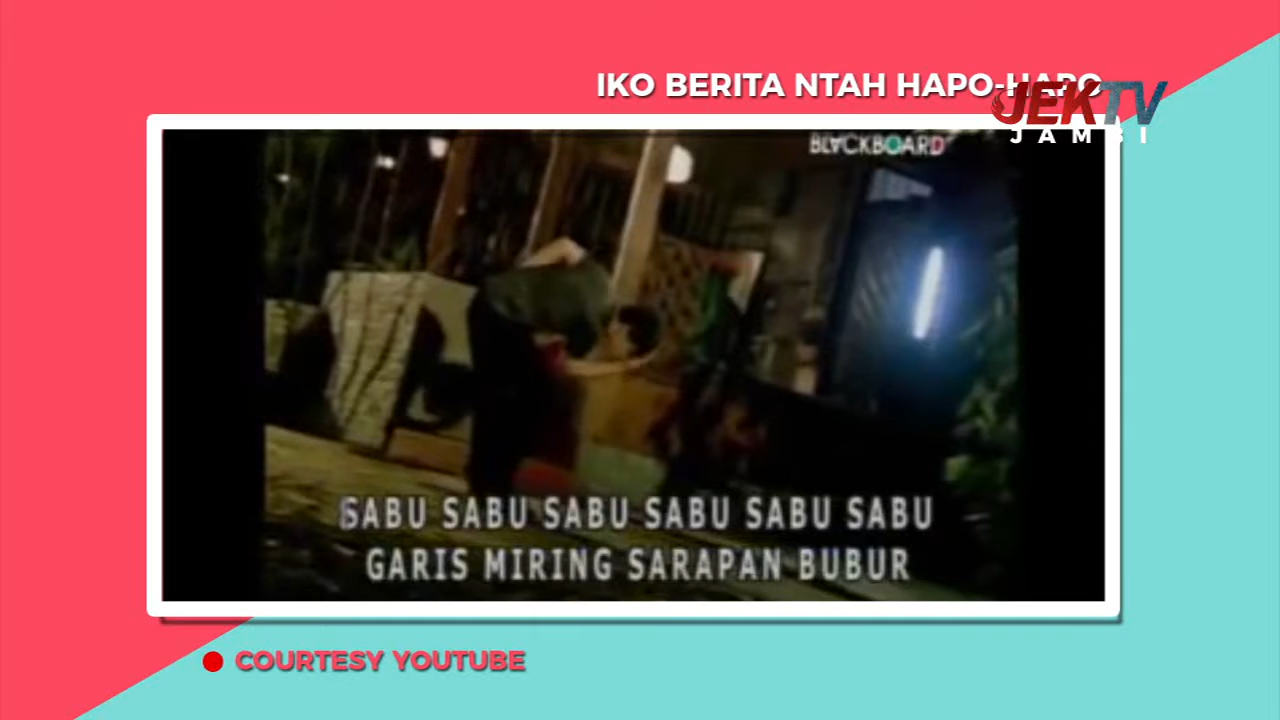 IKO BERITA NTAH HAPO-HAPO
JEKTV
JAMBI
BLACKBOARD
SABU SABU SABU SABU SABU SABU
GARIS MIRING SARAPAN BUBUR
COURTESY YOUTUBE